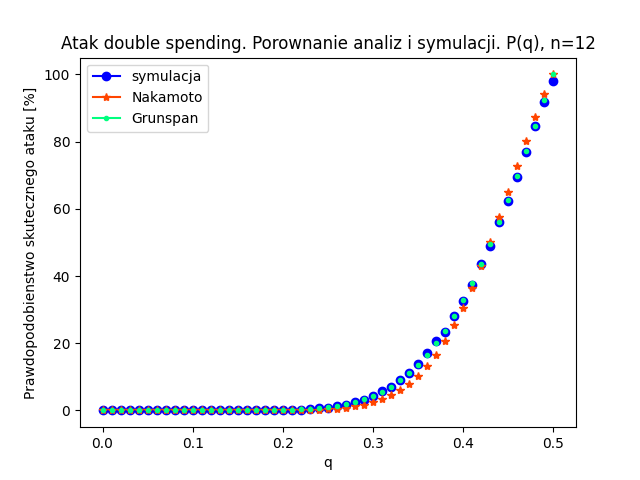 Atak double spending. Porownanie analiz i symulacji. P(q), n=12
symulacja
Nakamoto
Grunspan
Prawdopodobienstwo skutecznego ataku [%]
100
80
60
40
20
0
0.0 0.1 0.2 0.3 0.4 0.5
q